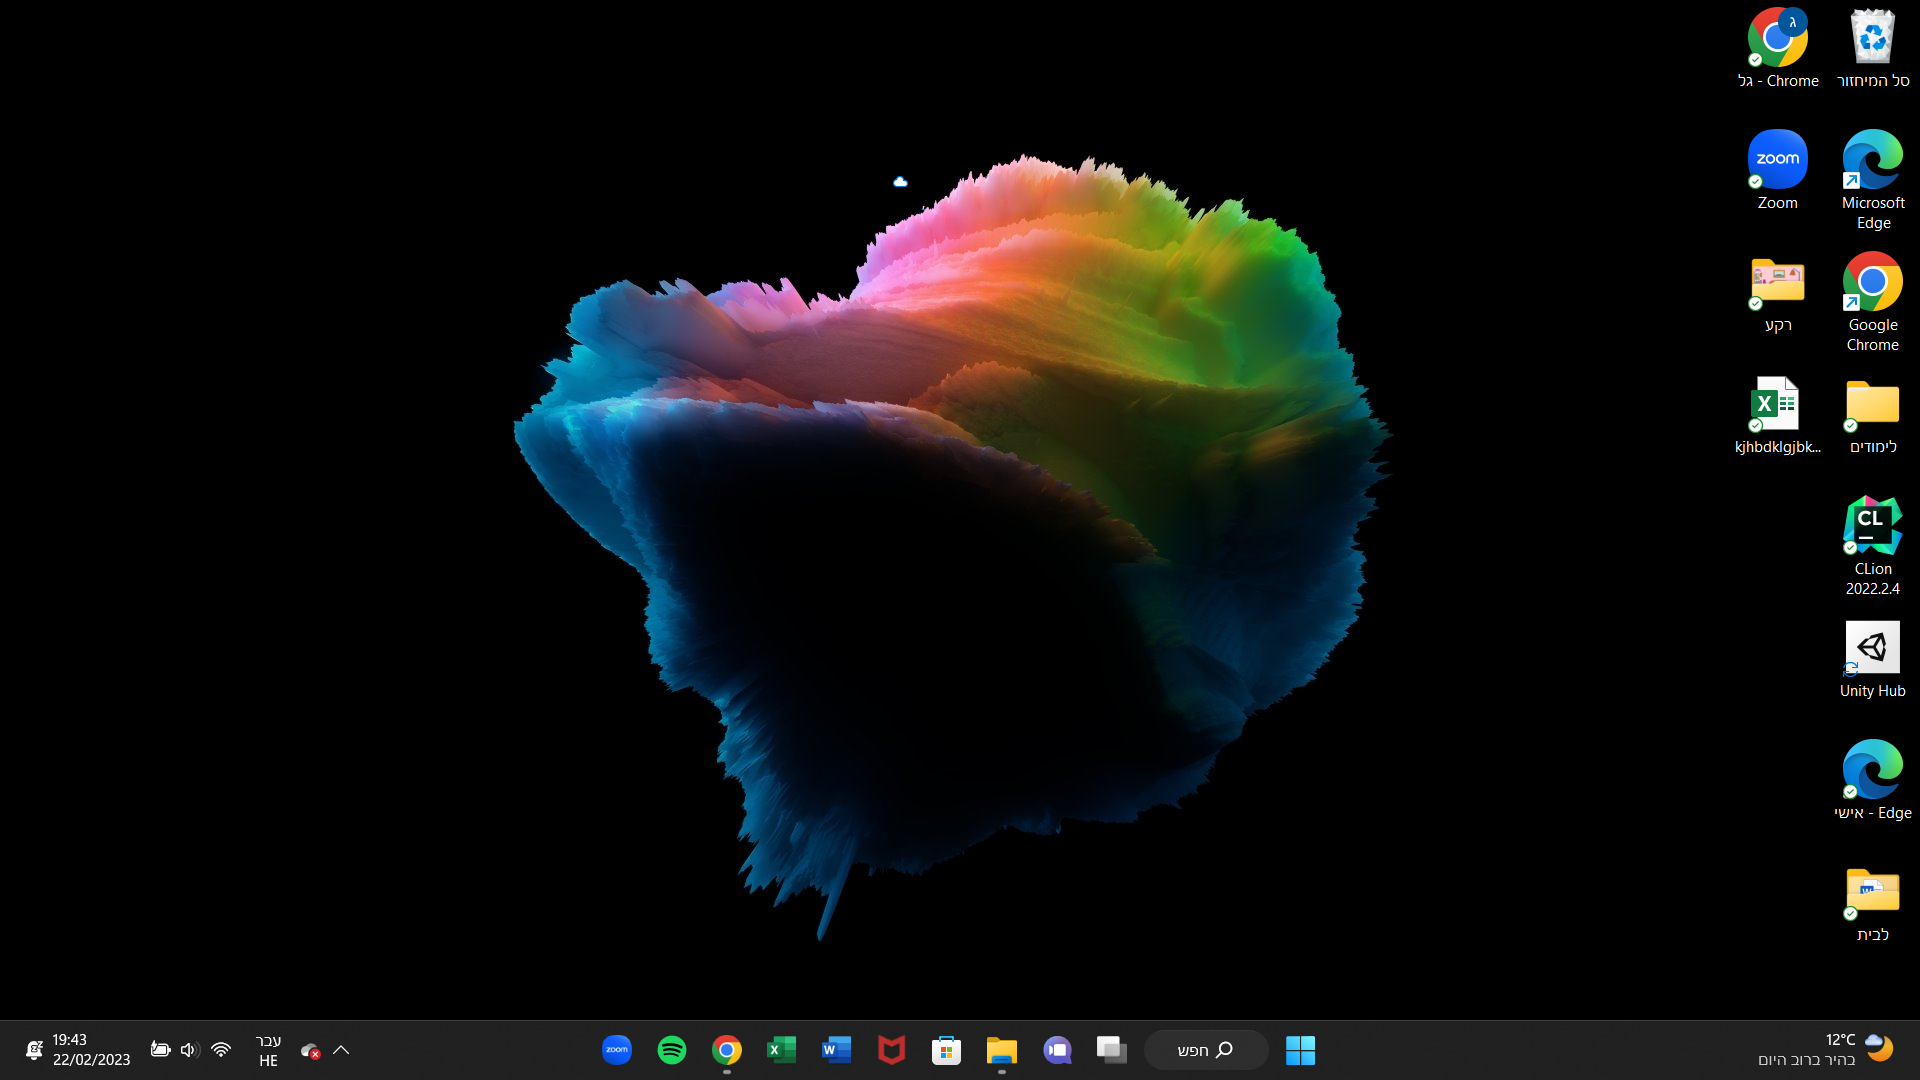 סל המיחזור
Microsoft
Edge
Google
Chrome
לימודים
CL
CLion
2022.2.4
Unity Hub
אישי - Edge
לבית
ג
גל - Chrome
zoom
Zoom
רקע
kjhbdklgjbk...
12°C
בהיר ברוב היום
חפש
zoom
עבר
HE
19:43
22/02/2023